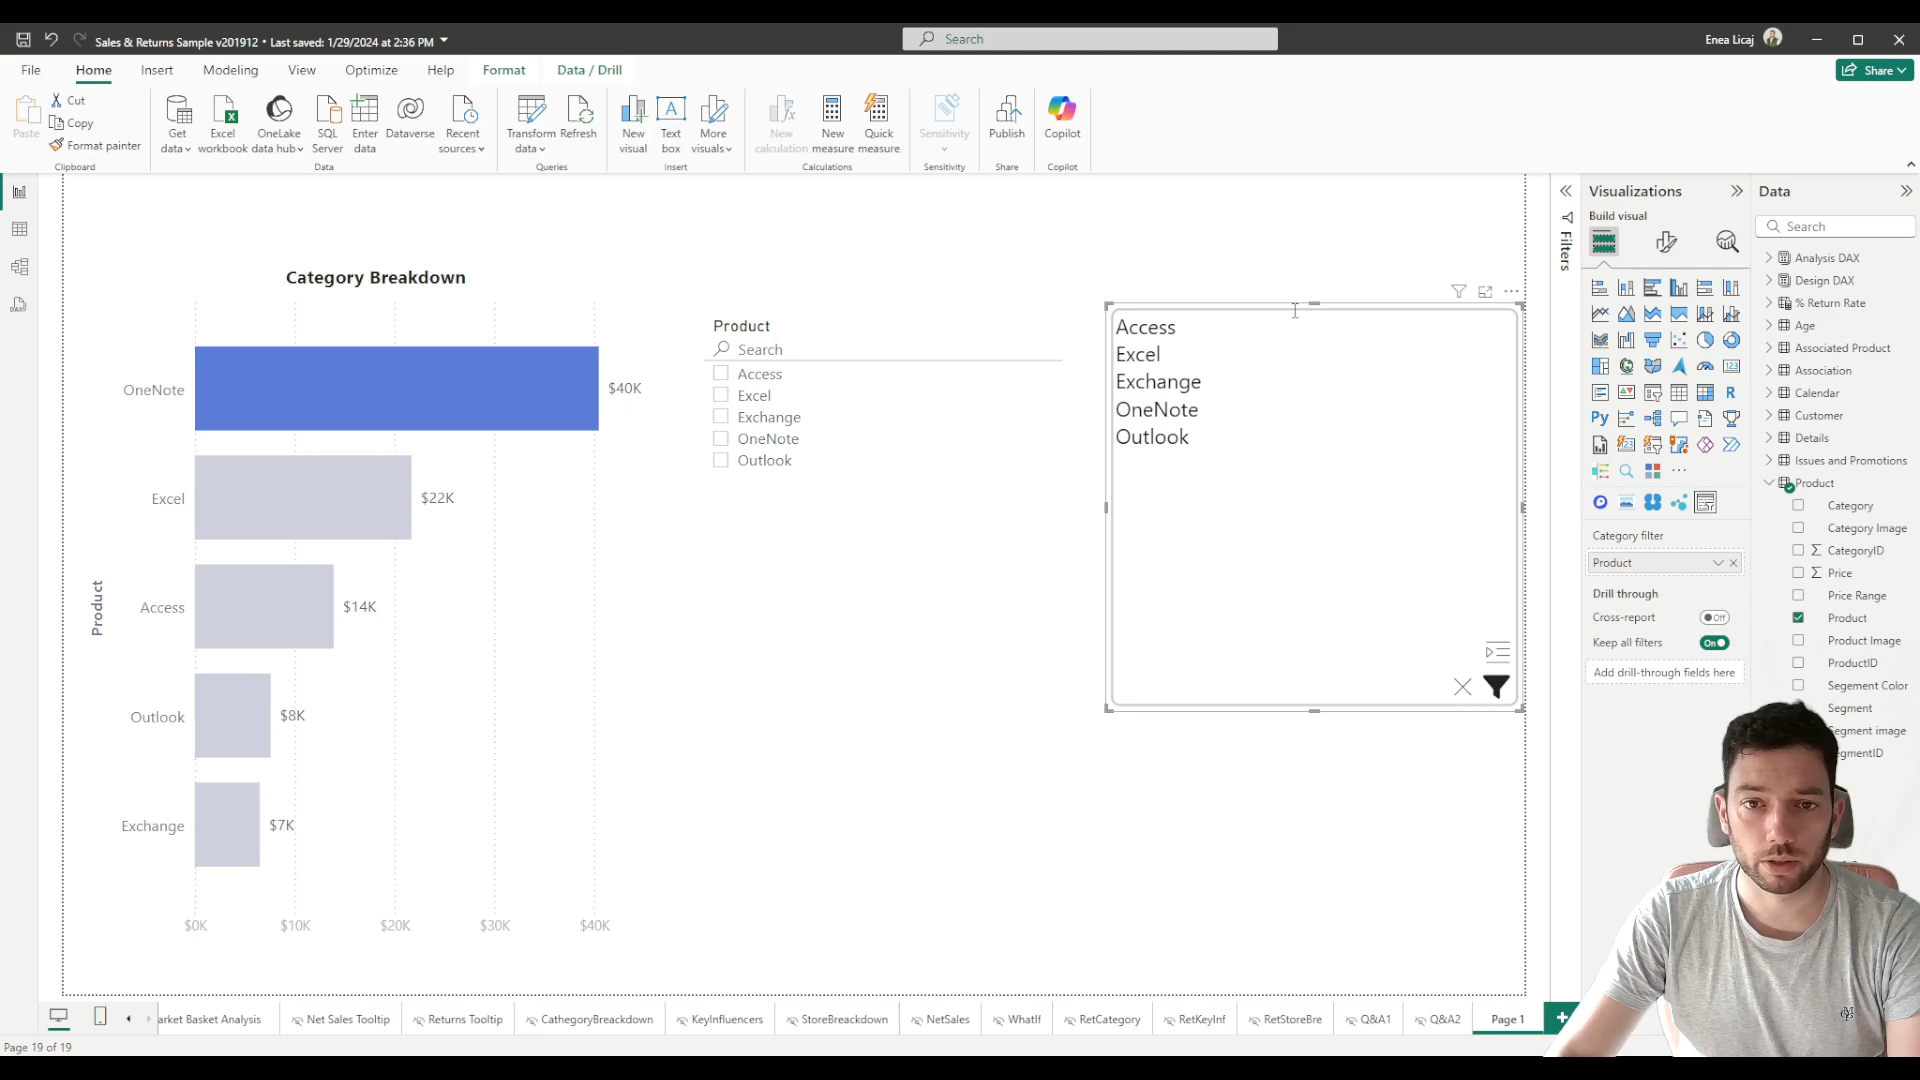 Sales & Returns Sample v201912 • Last saved: 1/29/2024 at 2:36 PM
Search
Enea Licaj
File
Home
Insert
Modeling
View
Optimize
Help
Format
Data / Drill
Share
Paste
Cut
Copy
Format painter
Clipboard
Get data
Excel workbook
OneLake data hub
SQL Server
Enter data
Dataverse
Recent sources
Data
Transform data
Refresh
Queries
New visual
Text box
More visuals
Insert
New calculation
New measure
Quick measure
Calculations
Sensitivity
Sensitivity
Publish
Share
Copilot
Copilot
Category Breakdown
Product
OneNote
$40K
Excel
$22K
Access
$14K
Outlook
$8K
Exchange
$7K
$0K
$10K
$20K
$30K
$40K
Product
Search
Access
Excel
Exchange
OneNote
Outlook
Access
Excel
Exchange
OneNote
Outlook
Filters
Visualizations
Build visual
R
Py
Category filter
Product
Drill through
Cross-report
Off
Keep all filters
On
Add drill-through fields here
Data
Search
Analysis DAX
Design DAX
% Return Rate
Age
Associated Product
Association
Calendar
Customer
Details
Issues and Promotions
Product
Category
Category Image
CategoryID
Price
Price Range
Product
Product Image
ProductID
Segement Color
Segment
egment image
egmentID
arket Basket Analysis
Net Sales Tooltip
Returns Tooltip
CathegoryBreakdown
KeyInfluencers
StoreBreakdown
NetSales
WhatIf
RetCategory
RetKeyInf
RetStoreBre
Q&A1
Q&A2
Page 1
Page 19 of 19